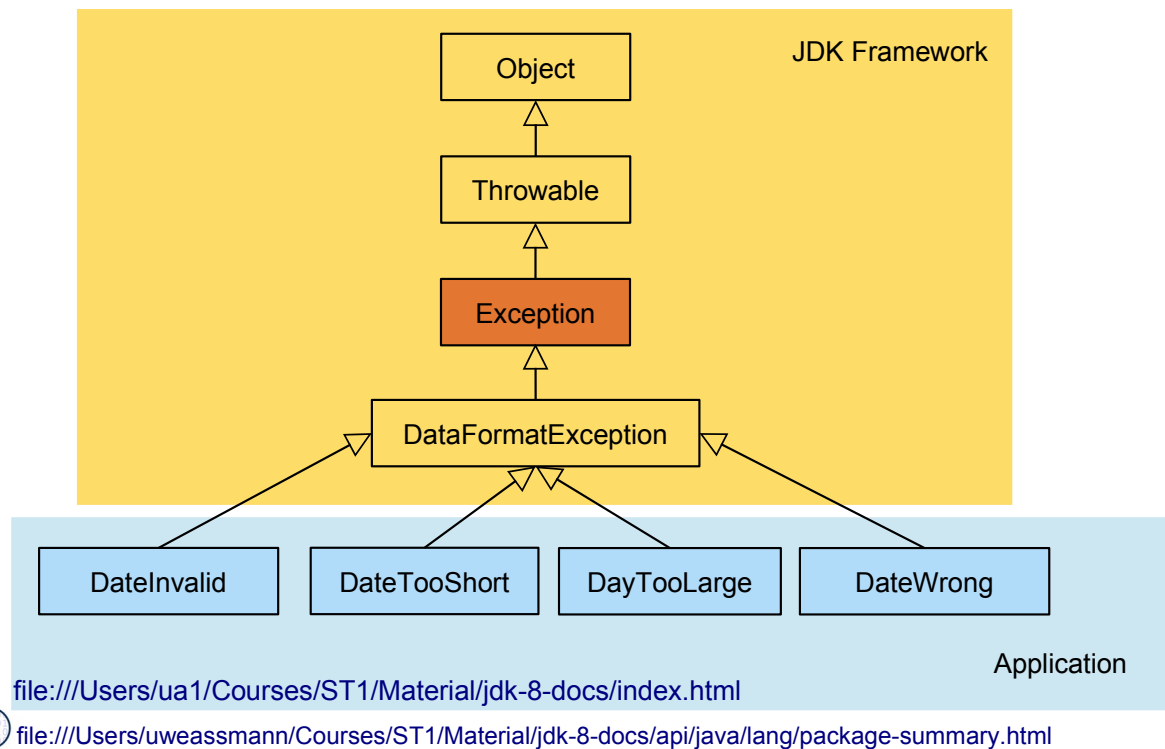 JDK Framework
Object
Throwable
Exception
DataFormatException
DateInvalid
DateTooShort
DayTooLarge
DateWrong
Application
file:///Users/ua1/Courses/ST1/Material/jdk-8-docs/index.html
file:///Users/uweassmann/Courses/ST1/Material/jdk-8-docs/api/java/lang/package-summary.html